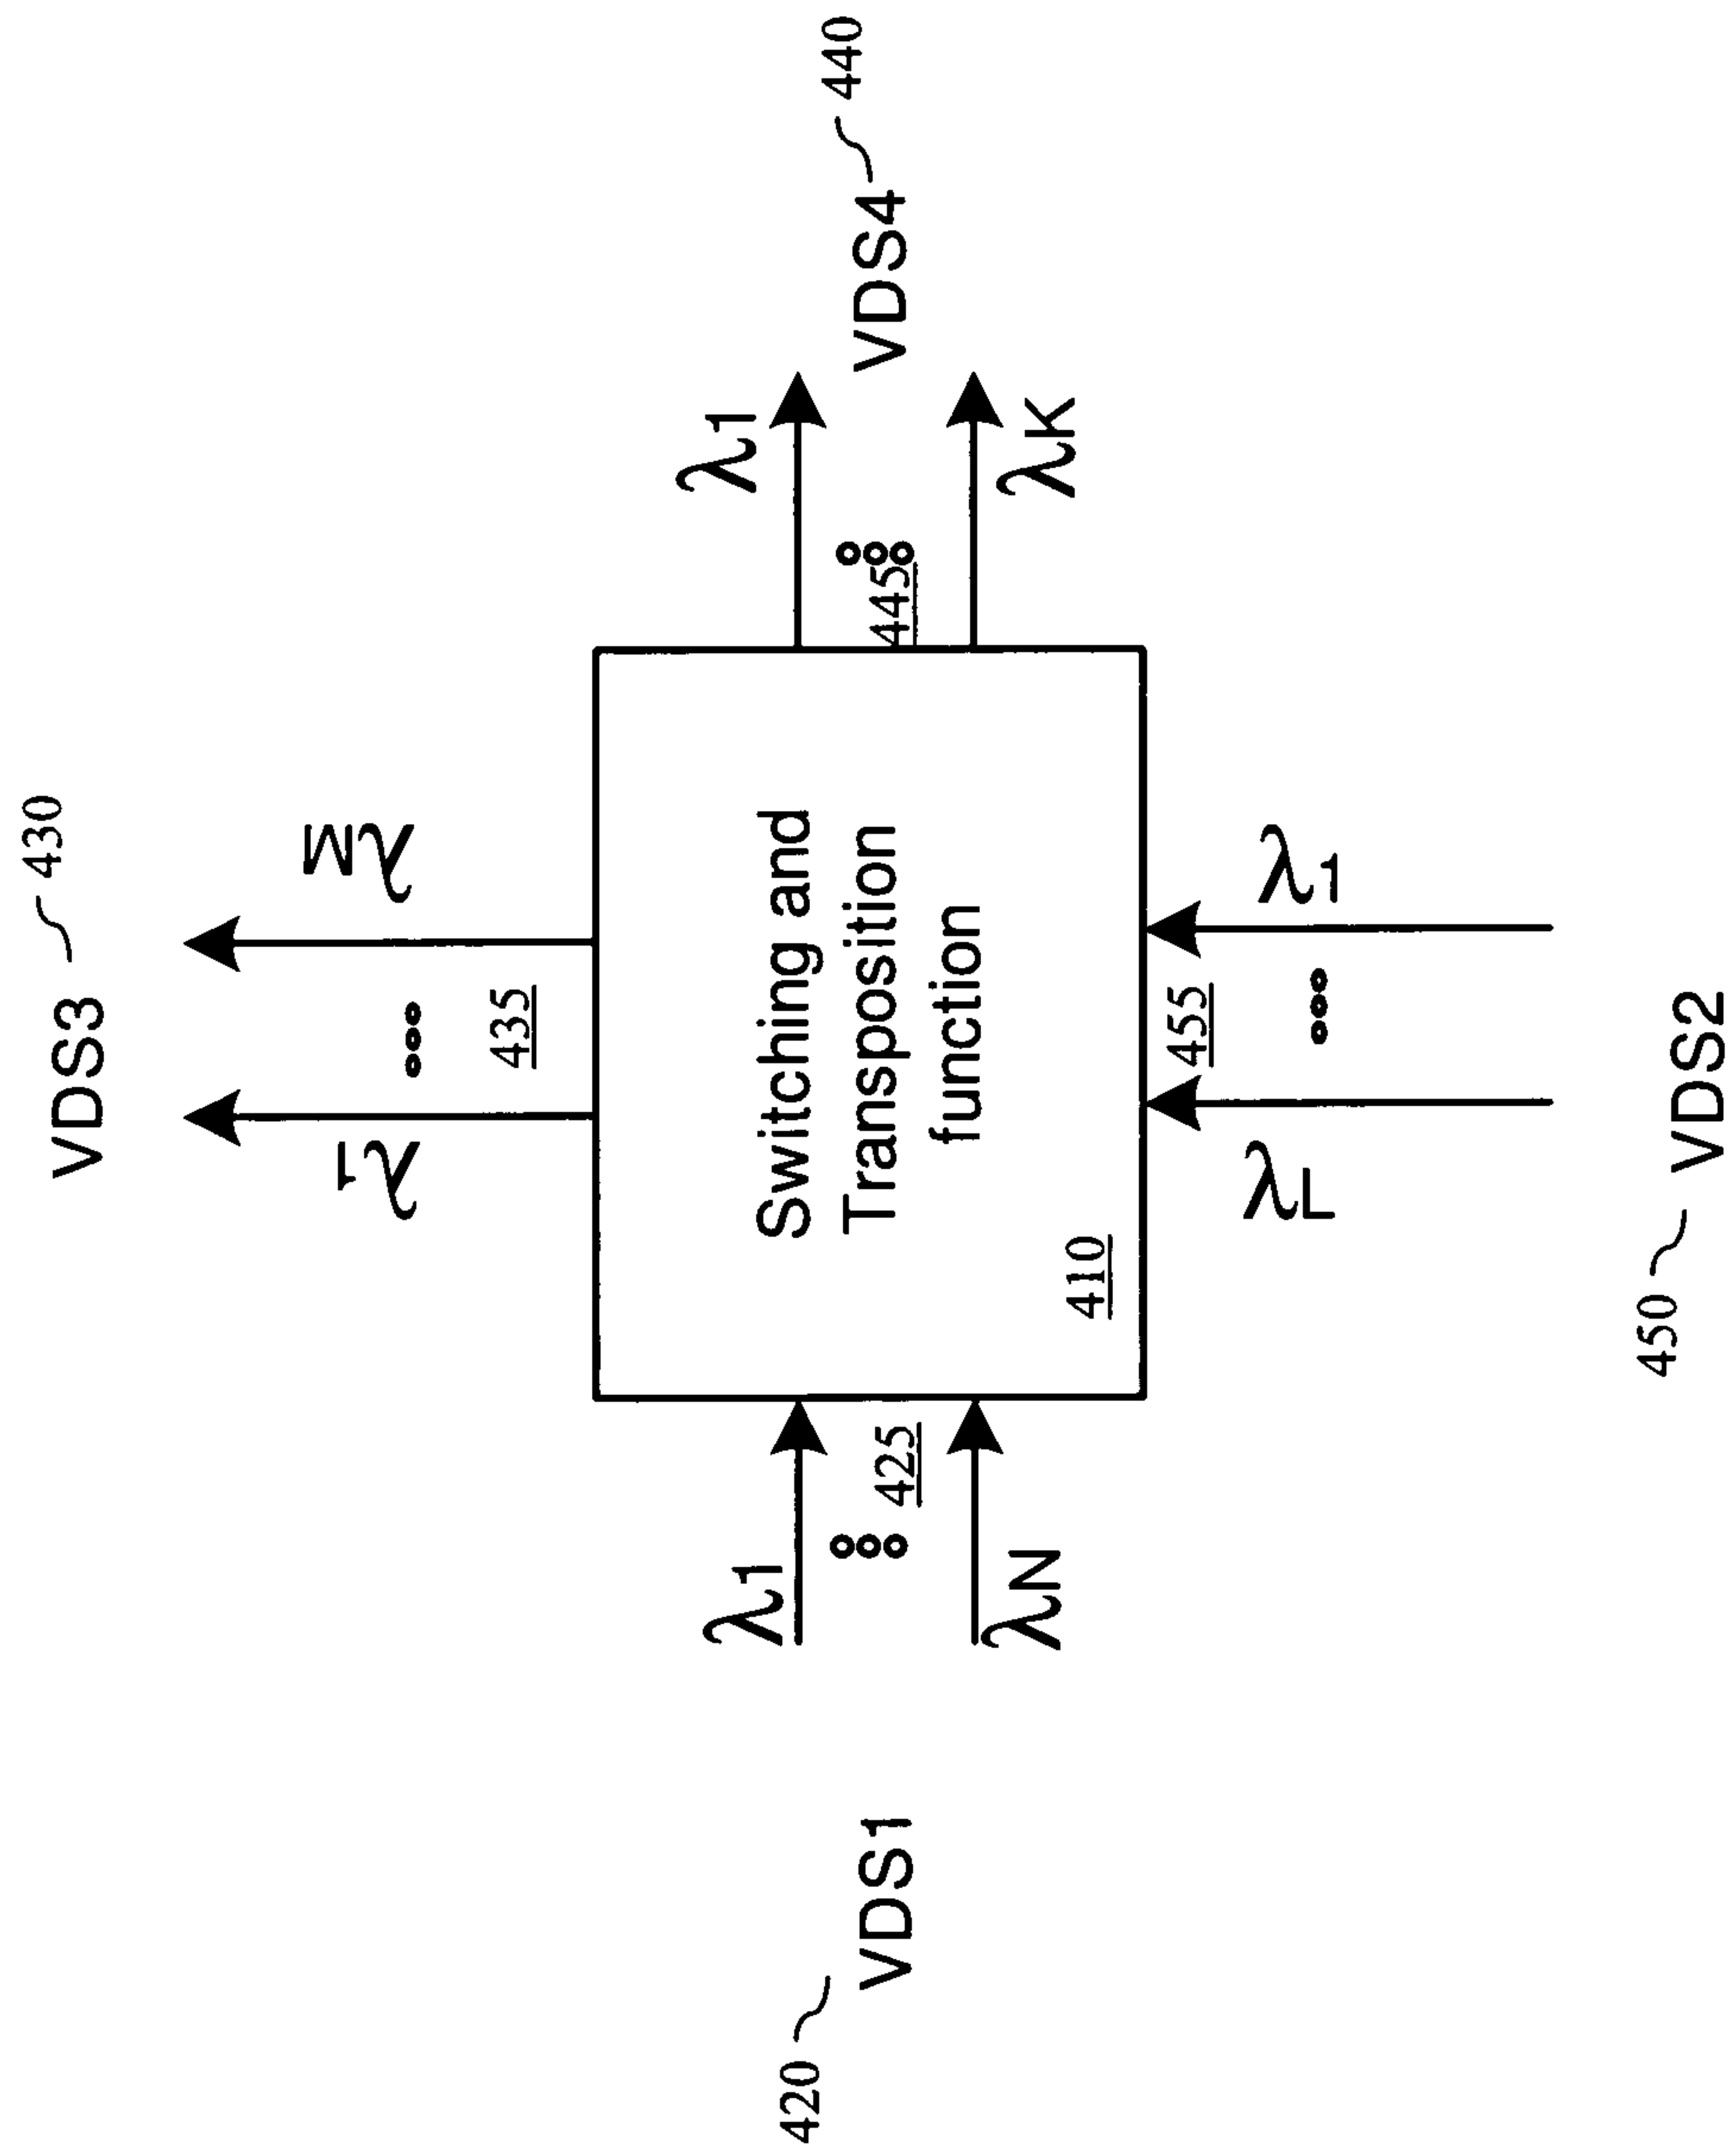 430
VDS3
λ1
λM
435
λ1
λ1
420
VDS1
425
Switching and
Transposition
function
445
VDS4
440
λN
λK
410
455
λL
λ1
450
VDS2